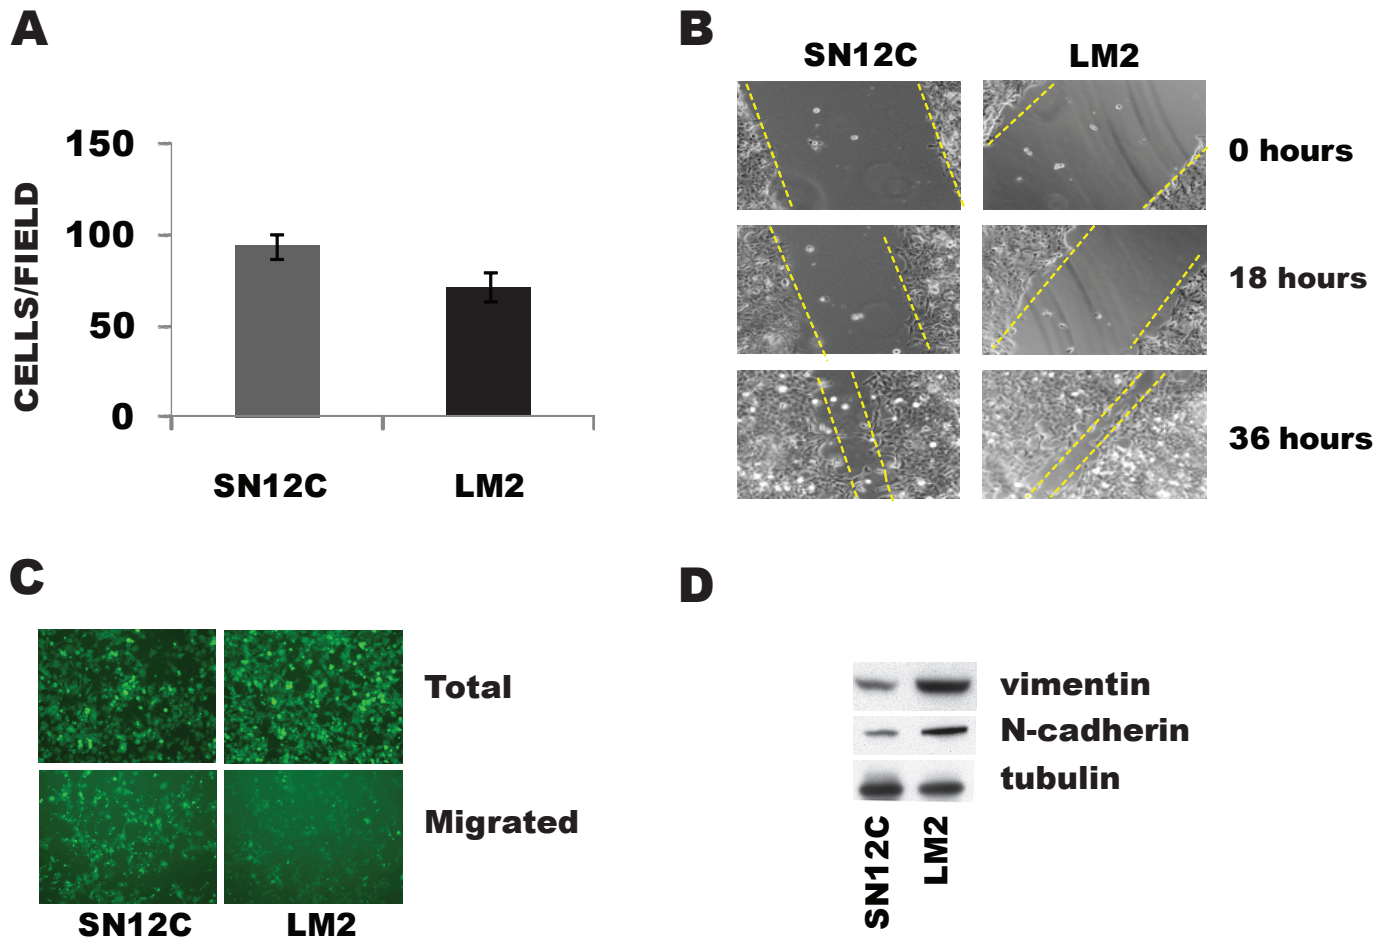 A
CELLS/FIELD
150
100
50
0
SN12C LM2
B
SN12C LM2
0 hours
18 hours
36 hours
C
Total
Migrated
SN12C LM2
D
vimentin
N-cadherin
tubulin
SN12C
LM2